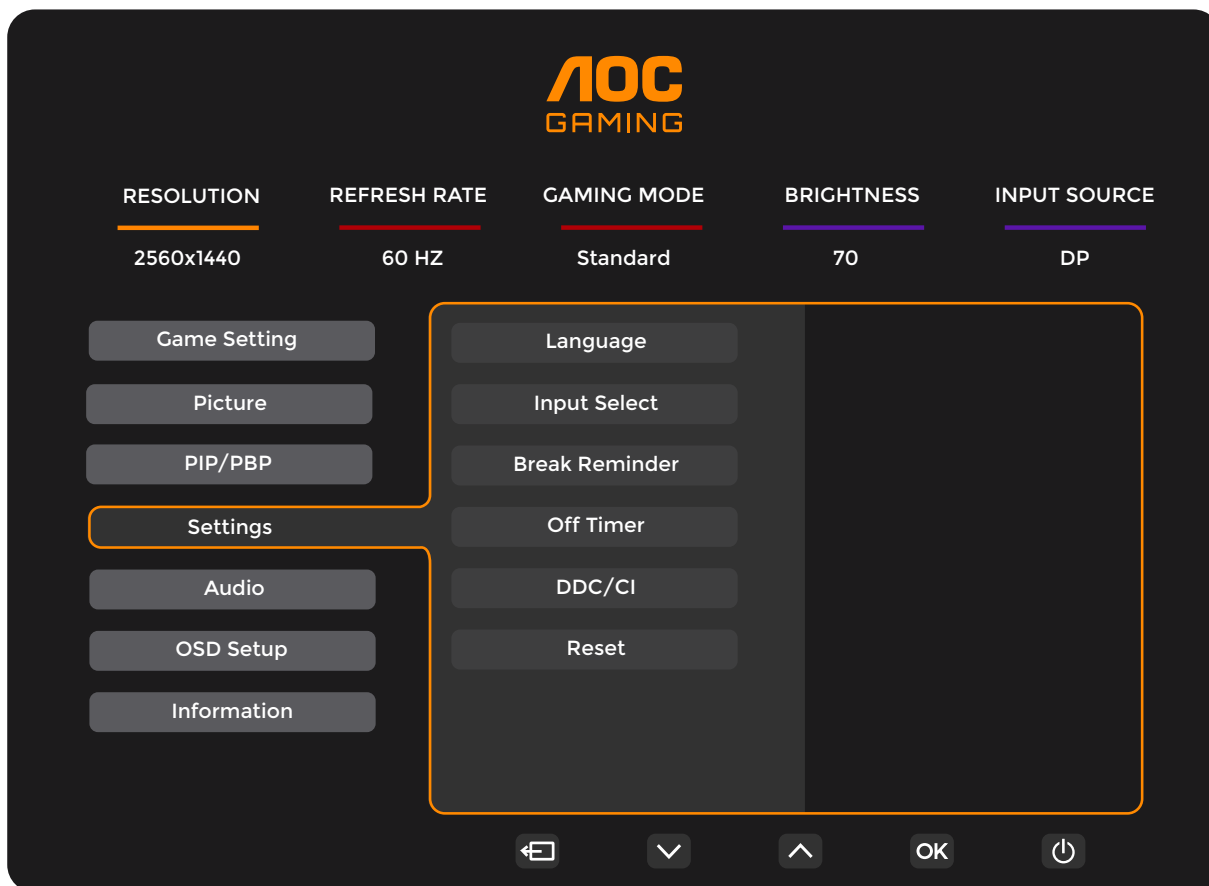 AOC
GAMING
RESOLUTION REFRESH RATE GAMING MODE BRIGHTNESS INPUT SOURCE
2560x1440 60 HZ Standard 70 DP
Game Setting
Picture
PIP/PBP
Settings
Audio
OSD Setup
Information
Language
Input Select
Break Reminder
Off Timer
DDC/CI
Reset
OK